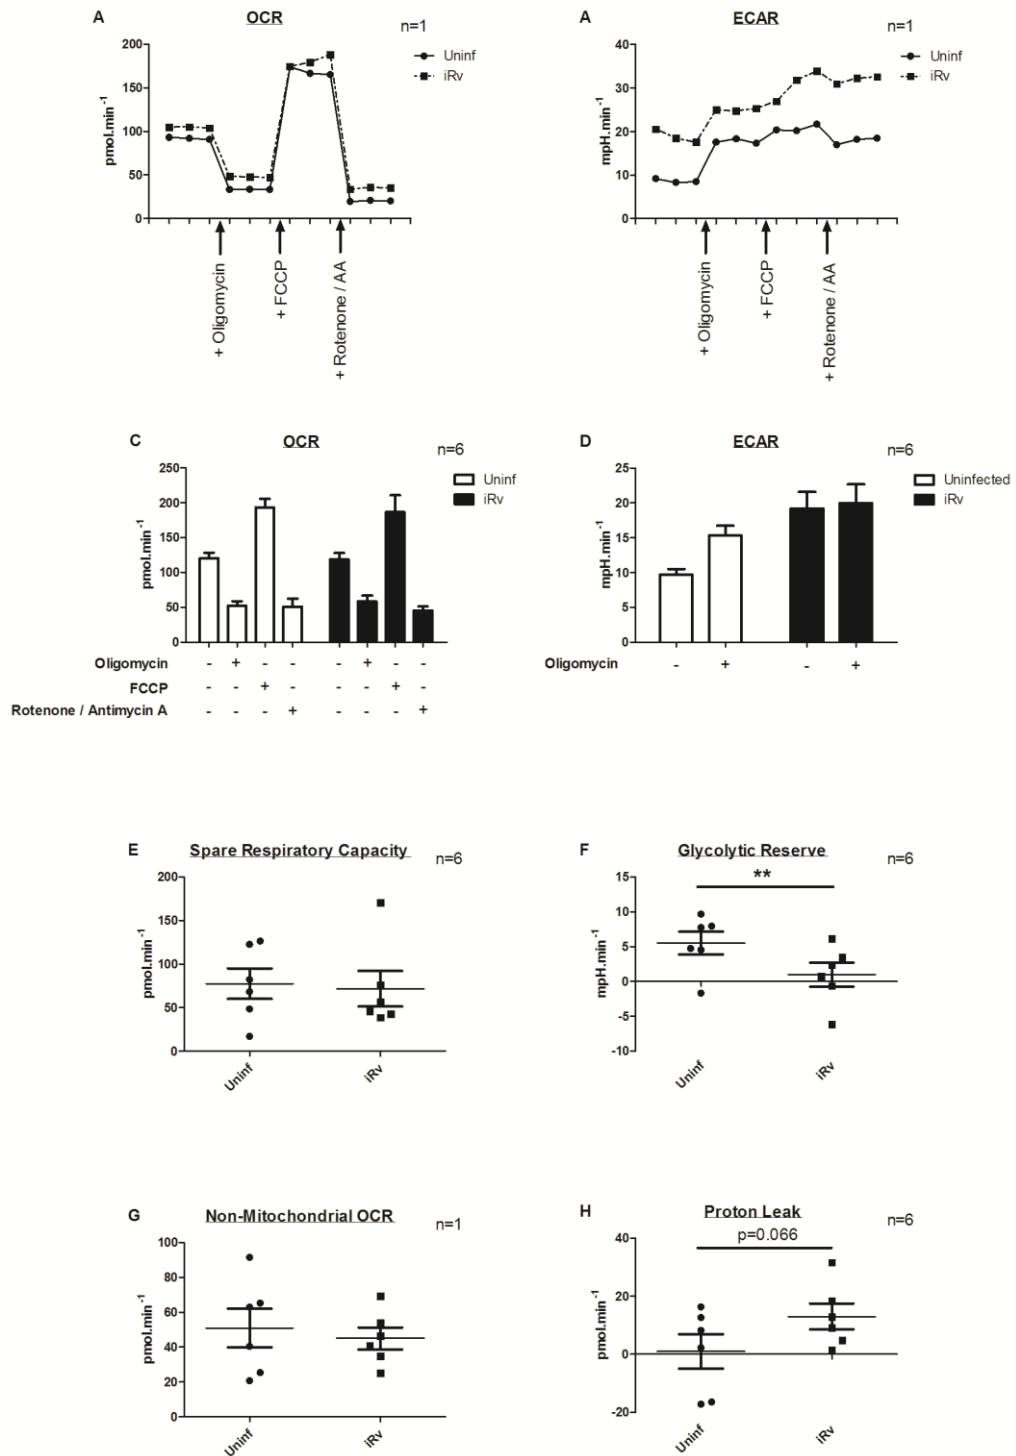 A
OCR
n=1
Uninf
iRv
pmol.min-1
200
150
100
50
0
+ Oligomycin
+ FCCP
+ Rotenone / AA
A
ECAR
n=1
Uninf
iRv
mpH.min-1
40
30
20
10
0
+ Oligomycin
+ FCCP
+ Rotenone / AA
C
OCR
n=6
Uninf
iRv
pmol.min-1
250
200
150
100
50
0
Oligomycin - + - - - + - -
FCCP - - + - - - + -
Rotenone / Antimycin A - - - + - - - +
D
ECAR
n=6
Uninfected
iRv
mpH.min-1
25
20
15
10
5
0
Oligomycin - + - +
E
Spare Respiratory Capacity
n=6
pmol.min-1
200
150
100
50
0
Uninf
iRv
F
Glycolytic Reserve
n=6
**
mpH.min-1
15
10
5
0
-5
-10
Uninf
iRv
G
Non-Mitochondrial OCR
n=1
pmol.min-1
100
80
60
40
20
0
Uninf
iRv
H
Proton Leak
n=6
p=0.066
pmol.min-1
40
20
0
-20
Uninf
iRv